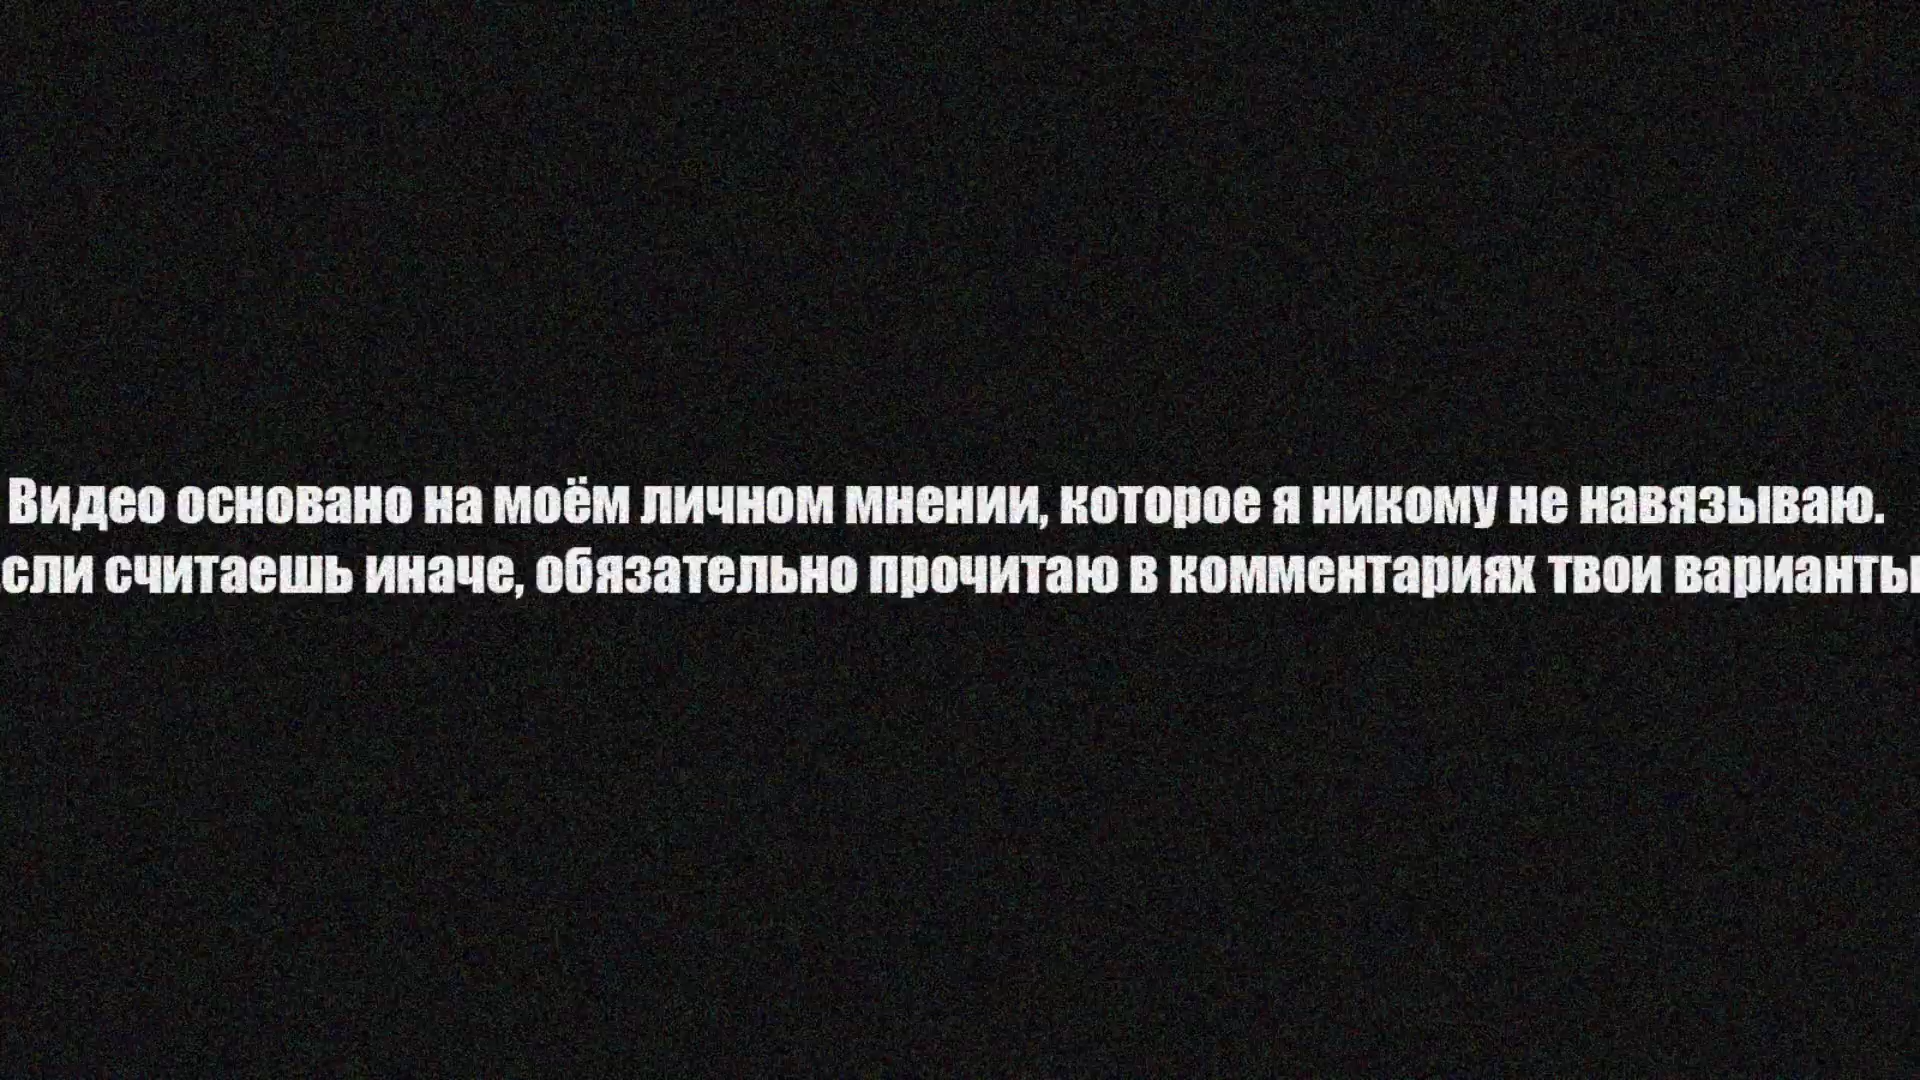 Видео основано на моём личном мнении, которое я никому не навязываю.
сли считаешь иначе, обязательно прочитаю в комментариях твои варианты